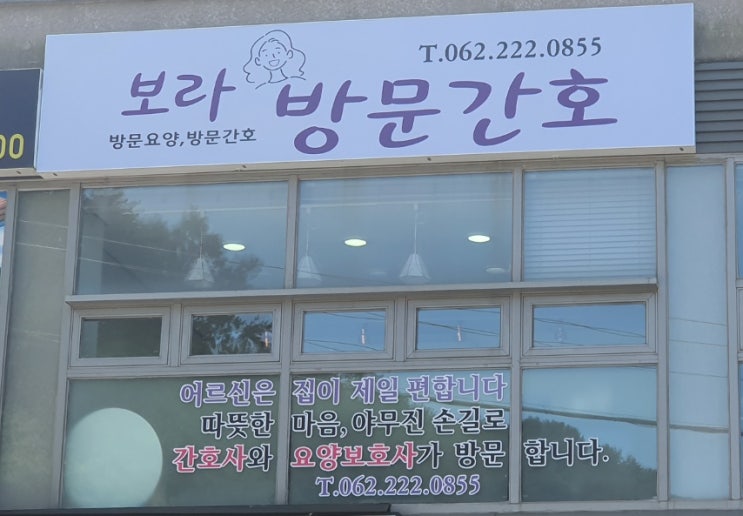 T.062.222.0855
보라 방문간호
방문요양,방문간호
00
어르신은 집이 제일 편합니다
따뜻한 마음, 야무진 손길로
간호사와 요양보호사가 방문 합니다.
T.062.222.0855